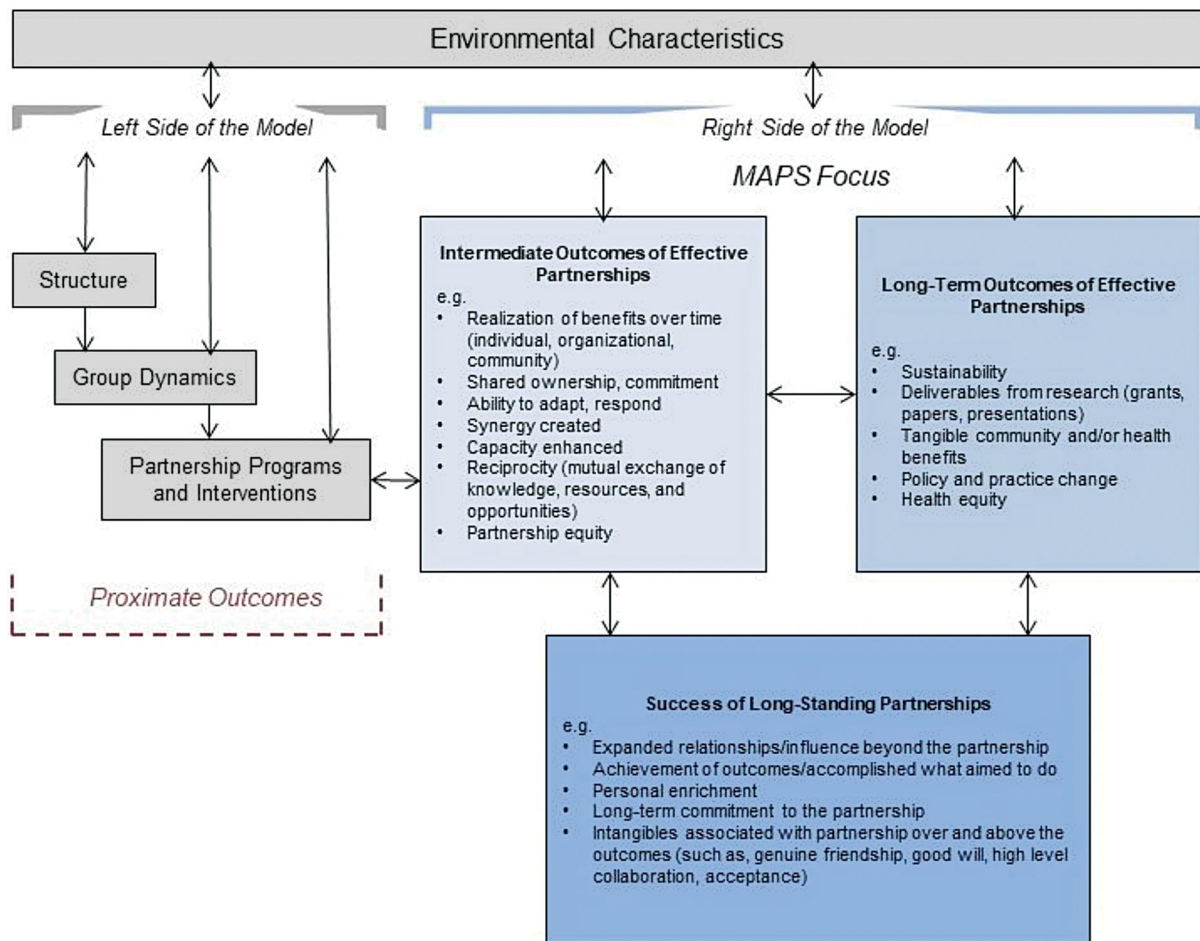 Environmental Characteristics
Left Side of the Model
Right Side of the Model
MAPS Focus
Structure
Group Dynamics
Partnership Programs
and Interventions
Proximate Outcomes
Intermediate Outcomes of Effective
Partnerships
e.g.
• Realization of benefits over time
(individual, organizational,
community)
• Shared ownership, commitment
• Ability to adapt, respond
• Synergy created
• Capacity enhanced
• Reciprocity (mutual exchange of
knowledge, resources, and
opportunities)
• Partnership equity
Long-Term Outcomes of Effective
Partnerships
e.g.
• Sustainability
• Deliverables from research (grants,
papers, presentations)
• Tangible community and/or health
benefits
• Policy and practice change
• Health equity
Success of Long-Standing Partnerships
e.g.
• Expanded relationships/influence beyond the partnership
• Achievement of outcomes/accomplished what aimed to do
• Personal enrichment
• Long-term commitment to the partnership
• Intangibles associated with partnership over and above the
outcomes (such as, genuine friendship, good will, high level
collaboration, acceptance)